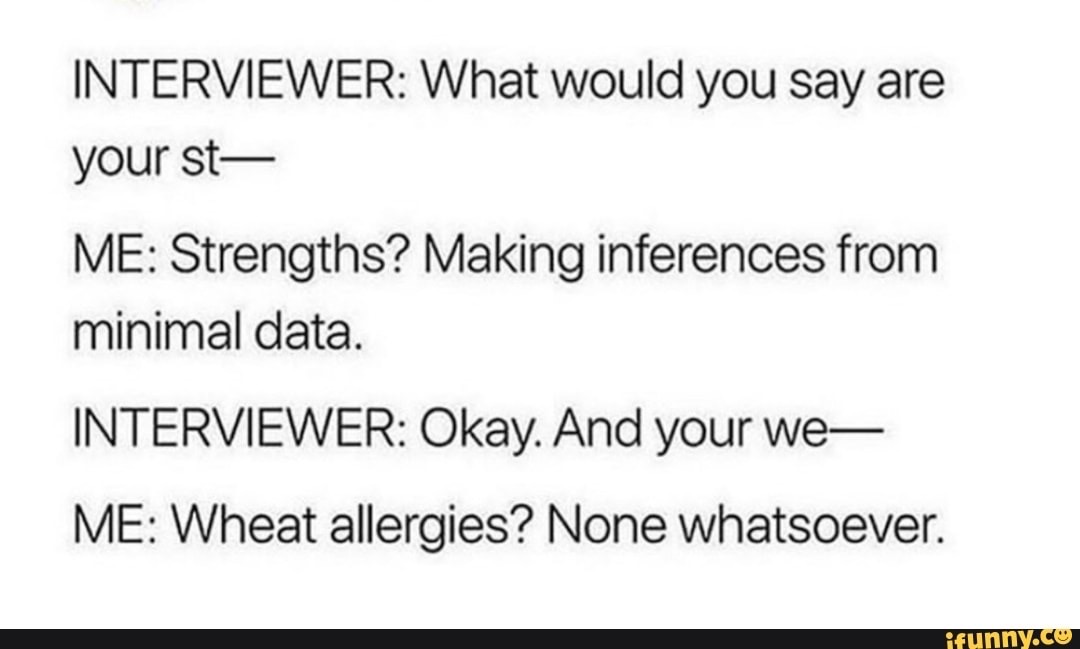 INTERVIEWER: What would you say are
your st—
ME: Strengths? Making inferences from
minimal data.
INTERVIEWER: Okay. And your we—
ME: Wheat allergies? None whatsoever.
ifunny.co